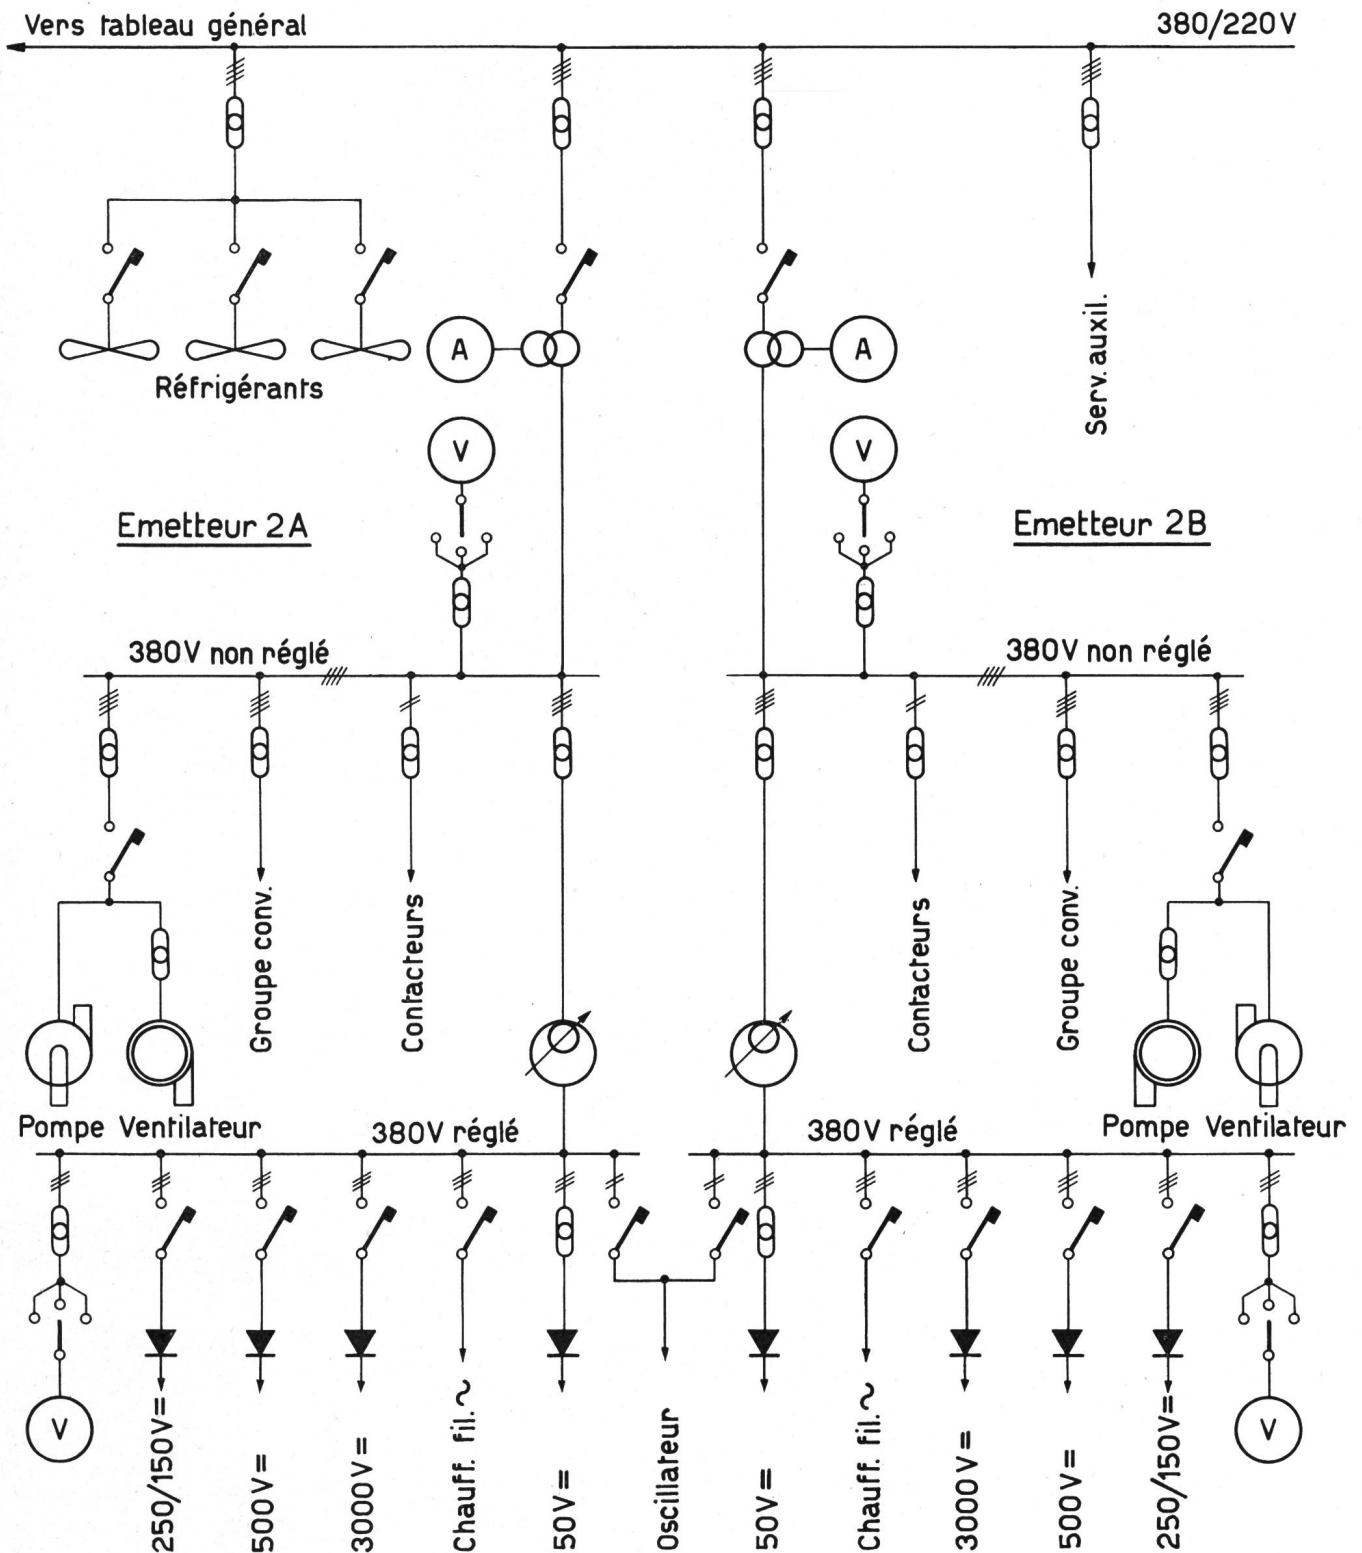 Vers tableau général
380/220V
Réfrigérants
A
A
Serv. auxil.
V
V
Emetteur 2A
Emetteur 2B
380V non réglé
380V non réglé
Groupe conv.
Contacteurs
Contacteurs
Groupe conv.
Pompe Ventilateur
380V réglé
380V réglé
Pompe Ventilateur
V
250/150V=
500V=
3000V=
Chauff. fil.~
50V=
Oscillateur
50V=
Chauff. fil.~
3000V=
500V=
250/150V=
V